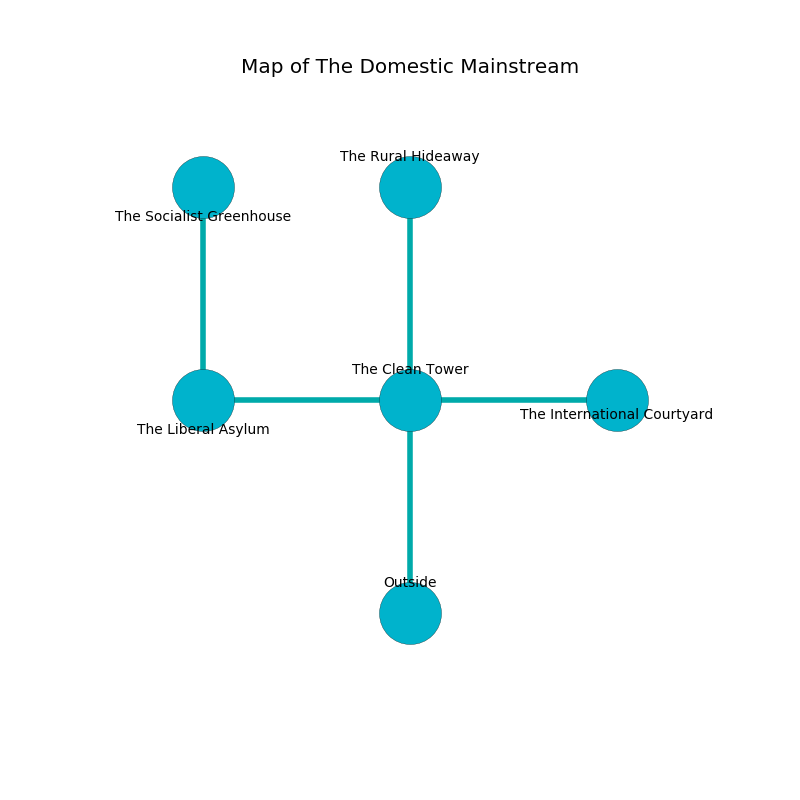 Map of The Domestic Mainstream
The Rural Hideaway
The Socialist Greenhouse
The Clean Tower
The International Courtyard
The Liberal Asylum
Outside